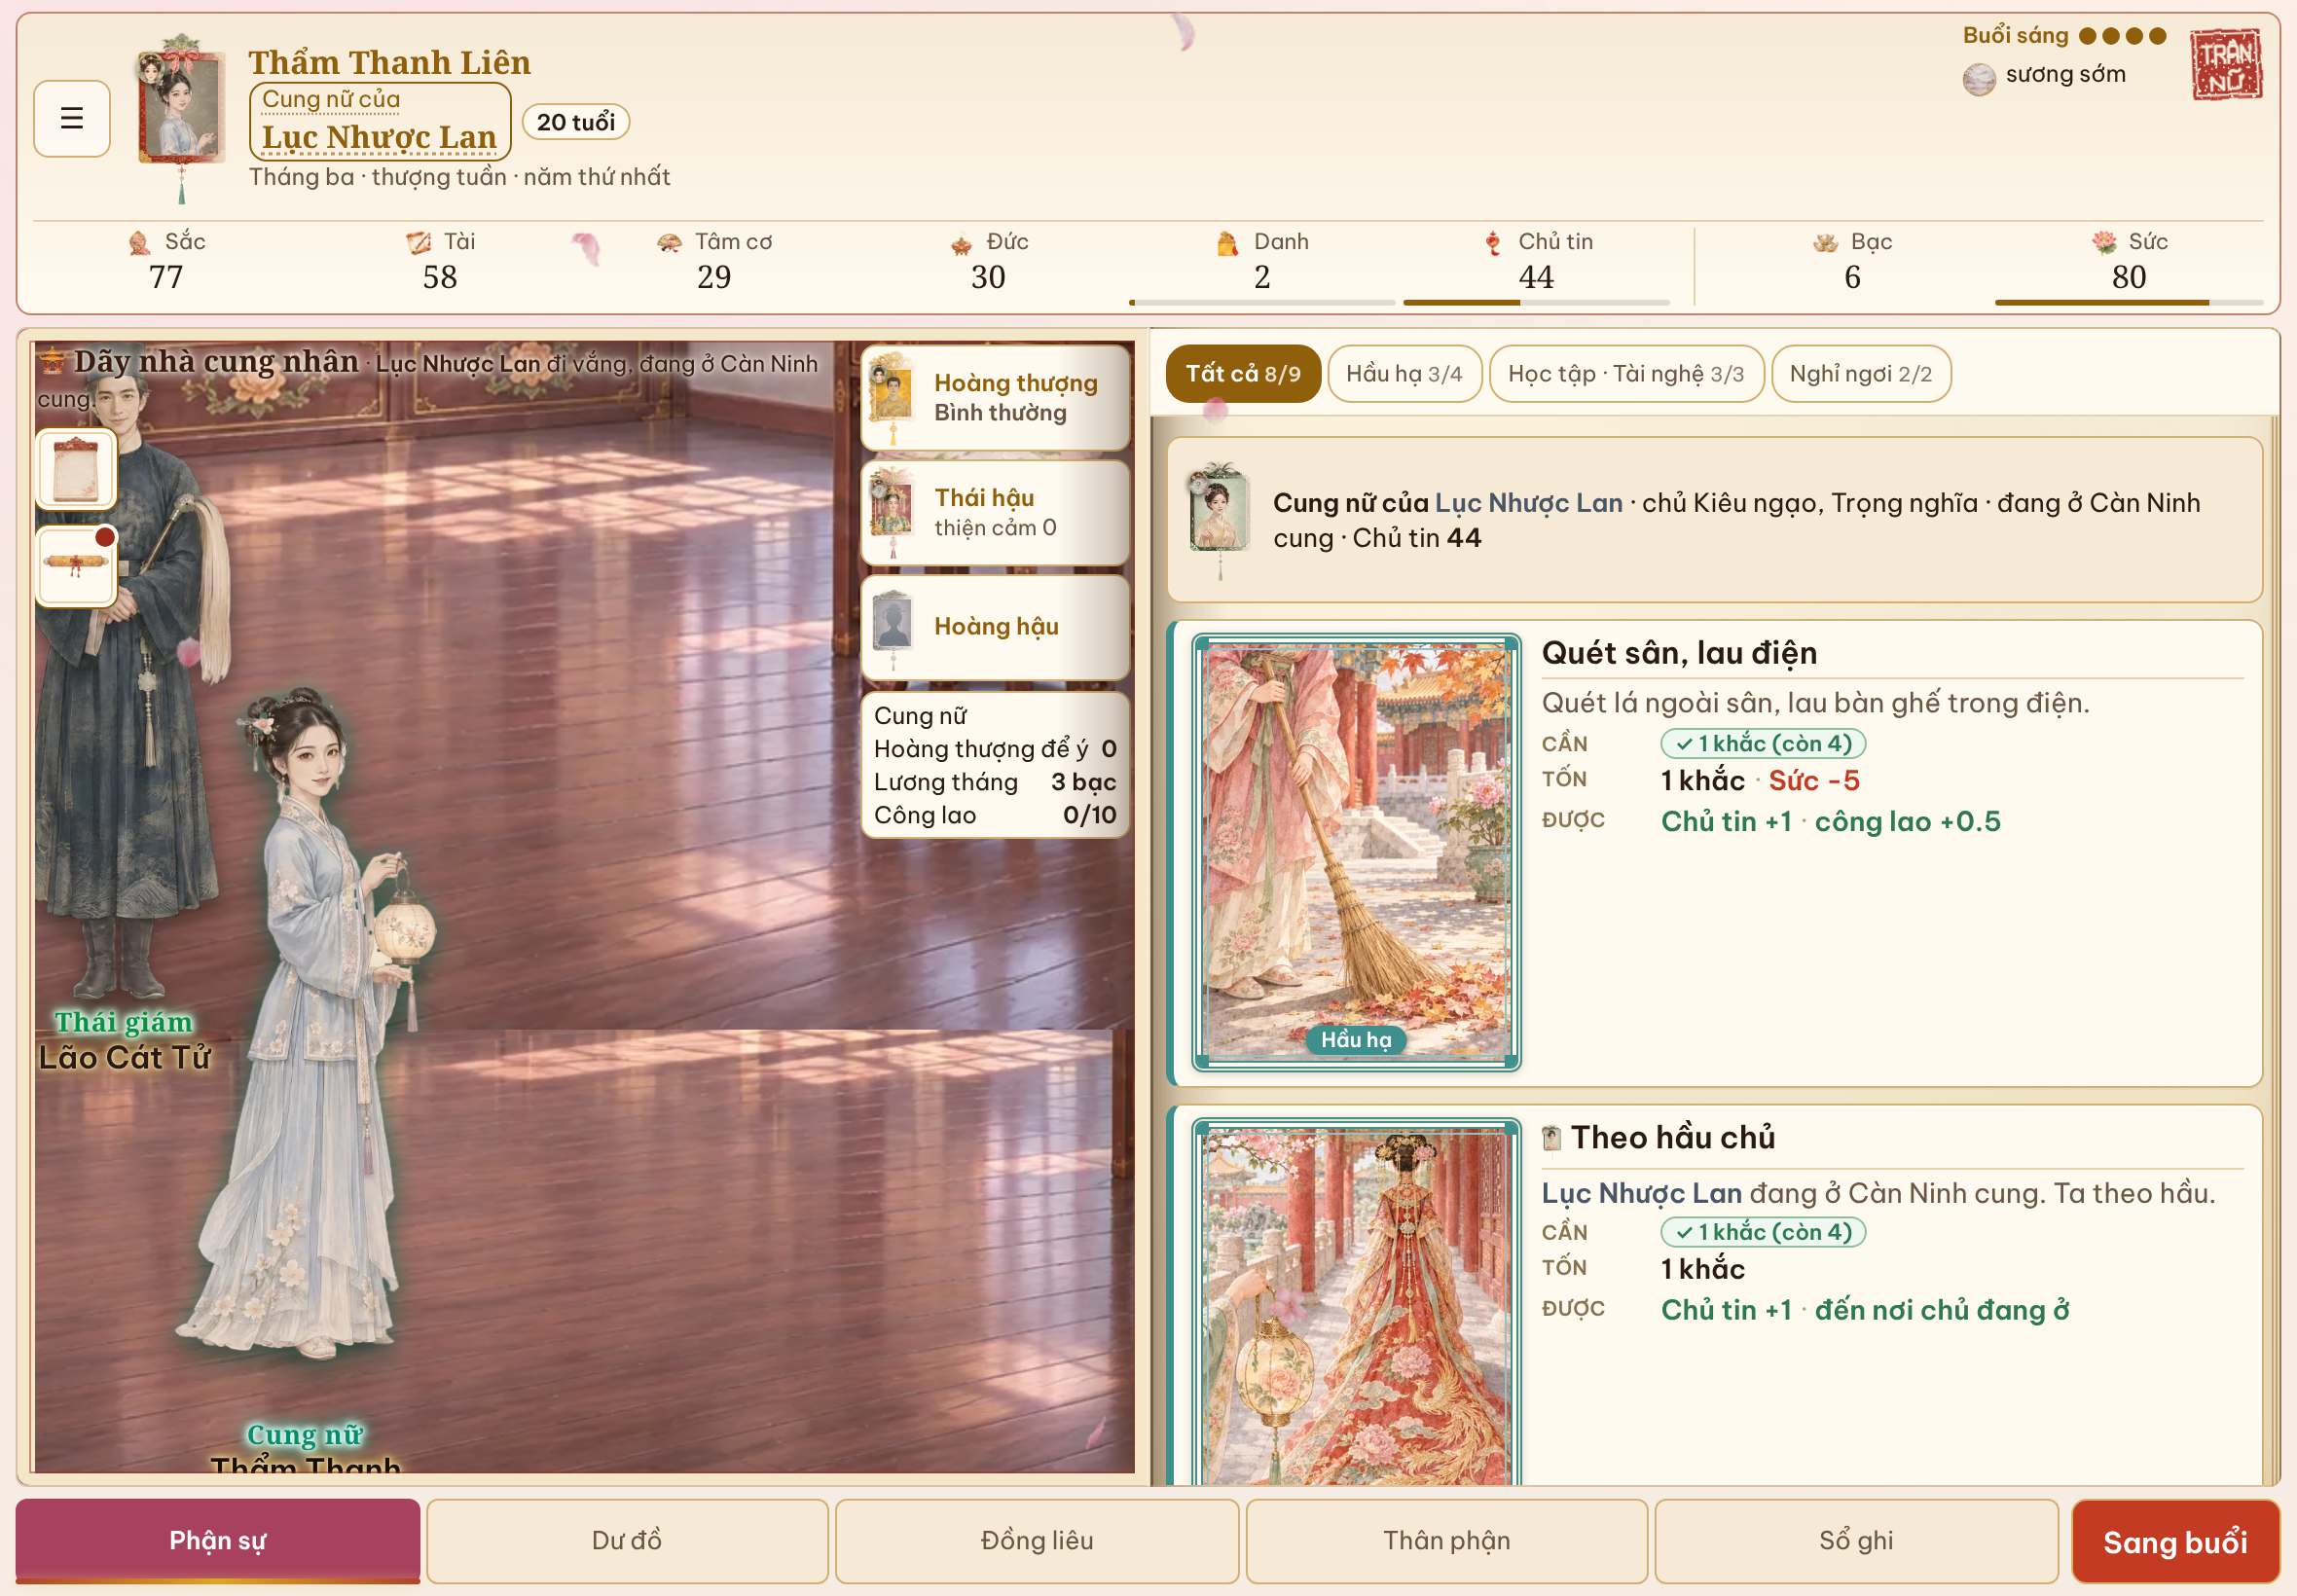 Thẩm Thanh Liên
Cung nữ của
Lục Nhược Lan
20 tuổi
Tháng ba · thượng tuần · năm thứ nhất
Buổi sáng
sương sớm
TRÂN NỮ
Sắc
77
Tài
58
Tâm cơ
29
Đức
30
Danh
2
Chủ tin
44
Bạc
6
Sức
80
Dãy nhà cung nhân · Lục Nhược Lan đi vắng, đang ở Càn Ninh
cung.
Hoàng thượng
Bình thường
Thái hậu
thiện cảm 0
Hoàng hậu
Cung nữ
Hoàng thượng để ý 0
Lương tháng 3 bạc
Công lao 0/10
Thái giám
Lão Cát Tử
Cung nữ
Thẩm Thanh
Tất cả 8/9
Hầu hạ 3/4
Học tập · Tài nghệ 3/3
Nghỉ ngơi 2/2
Cung nữ của Lục Nhược Lan · chủ Kiêu ngạo, Trọng nghĩa · đang ở Càn Ninh
cung · Chủ tin 44
Quét sân, lau điện
Quét lá ngoài sân, lau bàn ghế trong điện.
CẦN ✓ 1 khắc (còn 4)
TỐN 1 khắc · Sức -5
ĐƯỢC Chủ tin +1 · công lao +0.5
Hầu hạ
Theo hầu chủ
Lục Nhược Lan đang ở Càn Ninh cung. Ta theo hầu.
CẦN ✓ 1 khắc (còn 4)
TỐN 1 khắc
ĐƯỢC Chủ tin +1 · đến nơi chủ đang ở
Phận sự
Dư đồ
Đồng liêu
Thân phận
Sổ ghi
Sang buổi